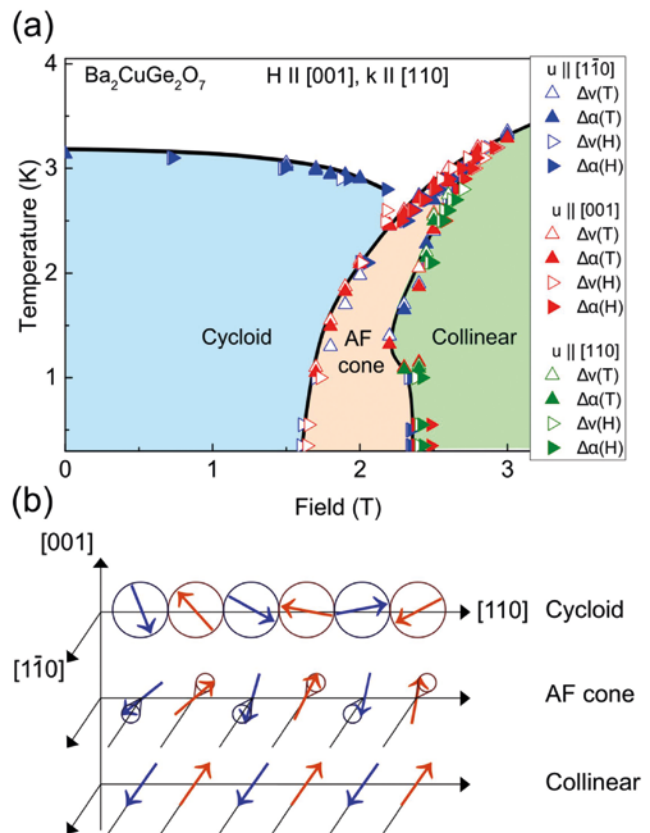 (a)
Ba₂CuGe₂O₇ H || [001], k || [110]
Temperature (K)
4
3
2
1
0
1
2
3
Field (T)
Cycloid
AF
cone
Collinear
u || [11̄0]
Δv(T)
Δα(T)
Δv(H)
Δα(H)
u || [001]
Δv(T)
Δα(T)
Δv(H)
Δα(H)
u || [110]
Δv(T)
Δα(T)
Δv(H)
Δα(H)
(b)
[001]
[110]
Cycloid
[11̄0]
AF cone
Collinear